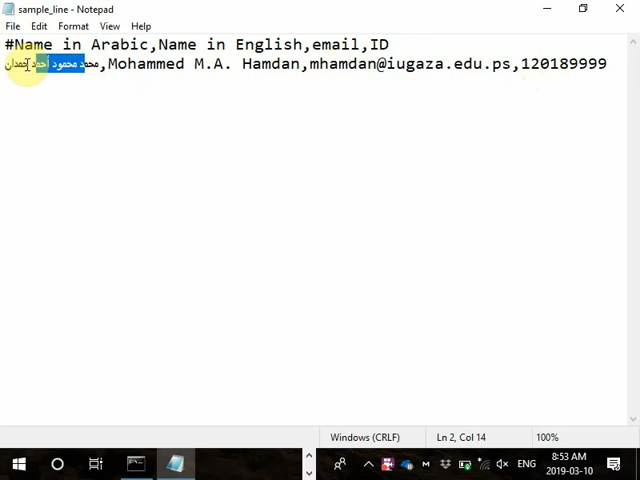 sample_line - Notepad
File Edit Format View Help
#Name in Arabic,Name in English,email,ID
محمد محمود أحمد حمدان,Mohammed M.A. Hamdan,mhamdan@iugaza.edu.ps,120189999
Windows (CRLF) Ln 2, Col 14 100%
ENG 8:53 AM
2019-03-10